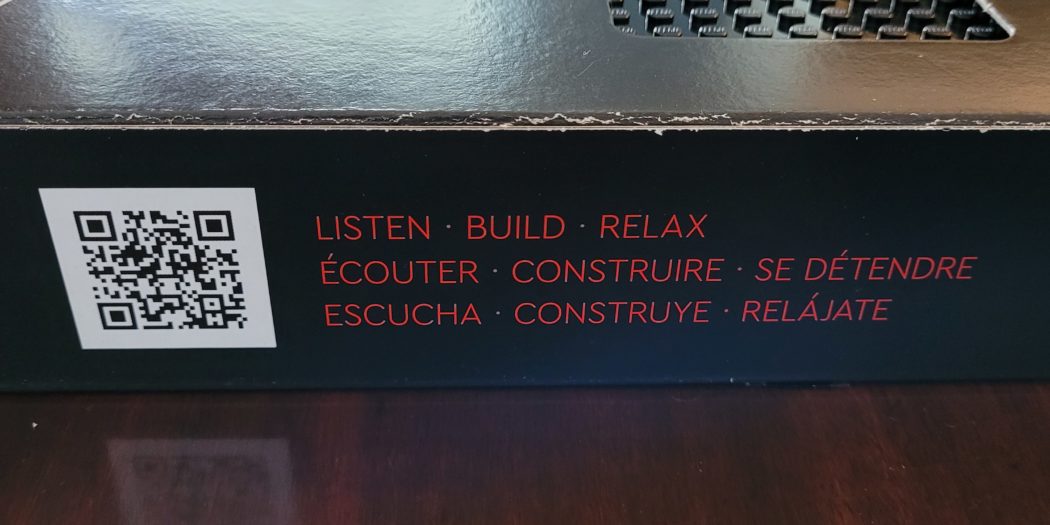 LISTEN · BUILD · RELAX
ÉCOUTER · CONSTRUIRE · SE DÉTENDRE
ESCUCHA · CONSTRUYE · RELÁJATE